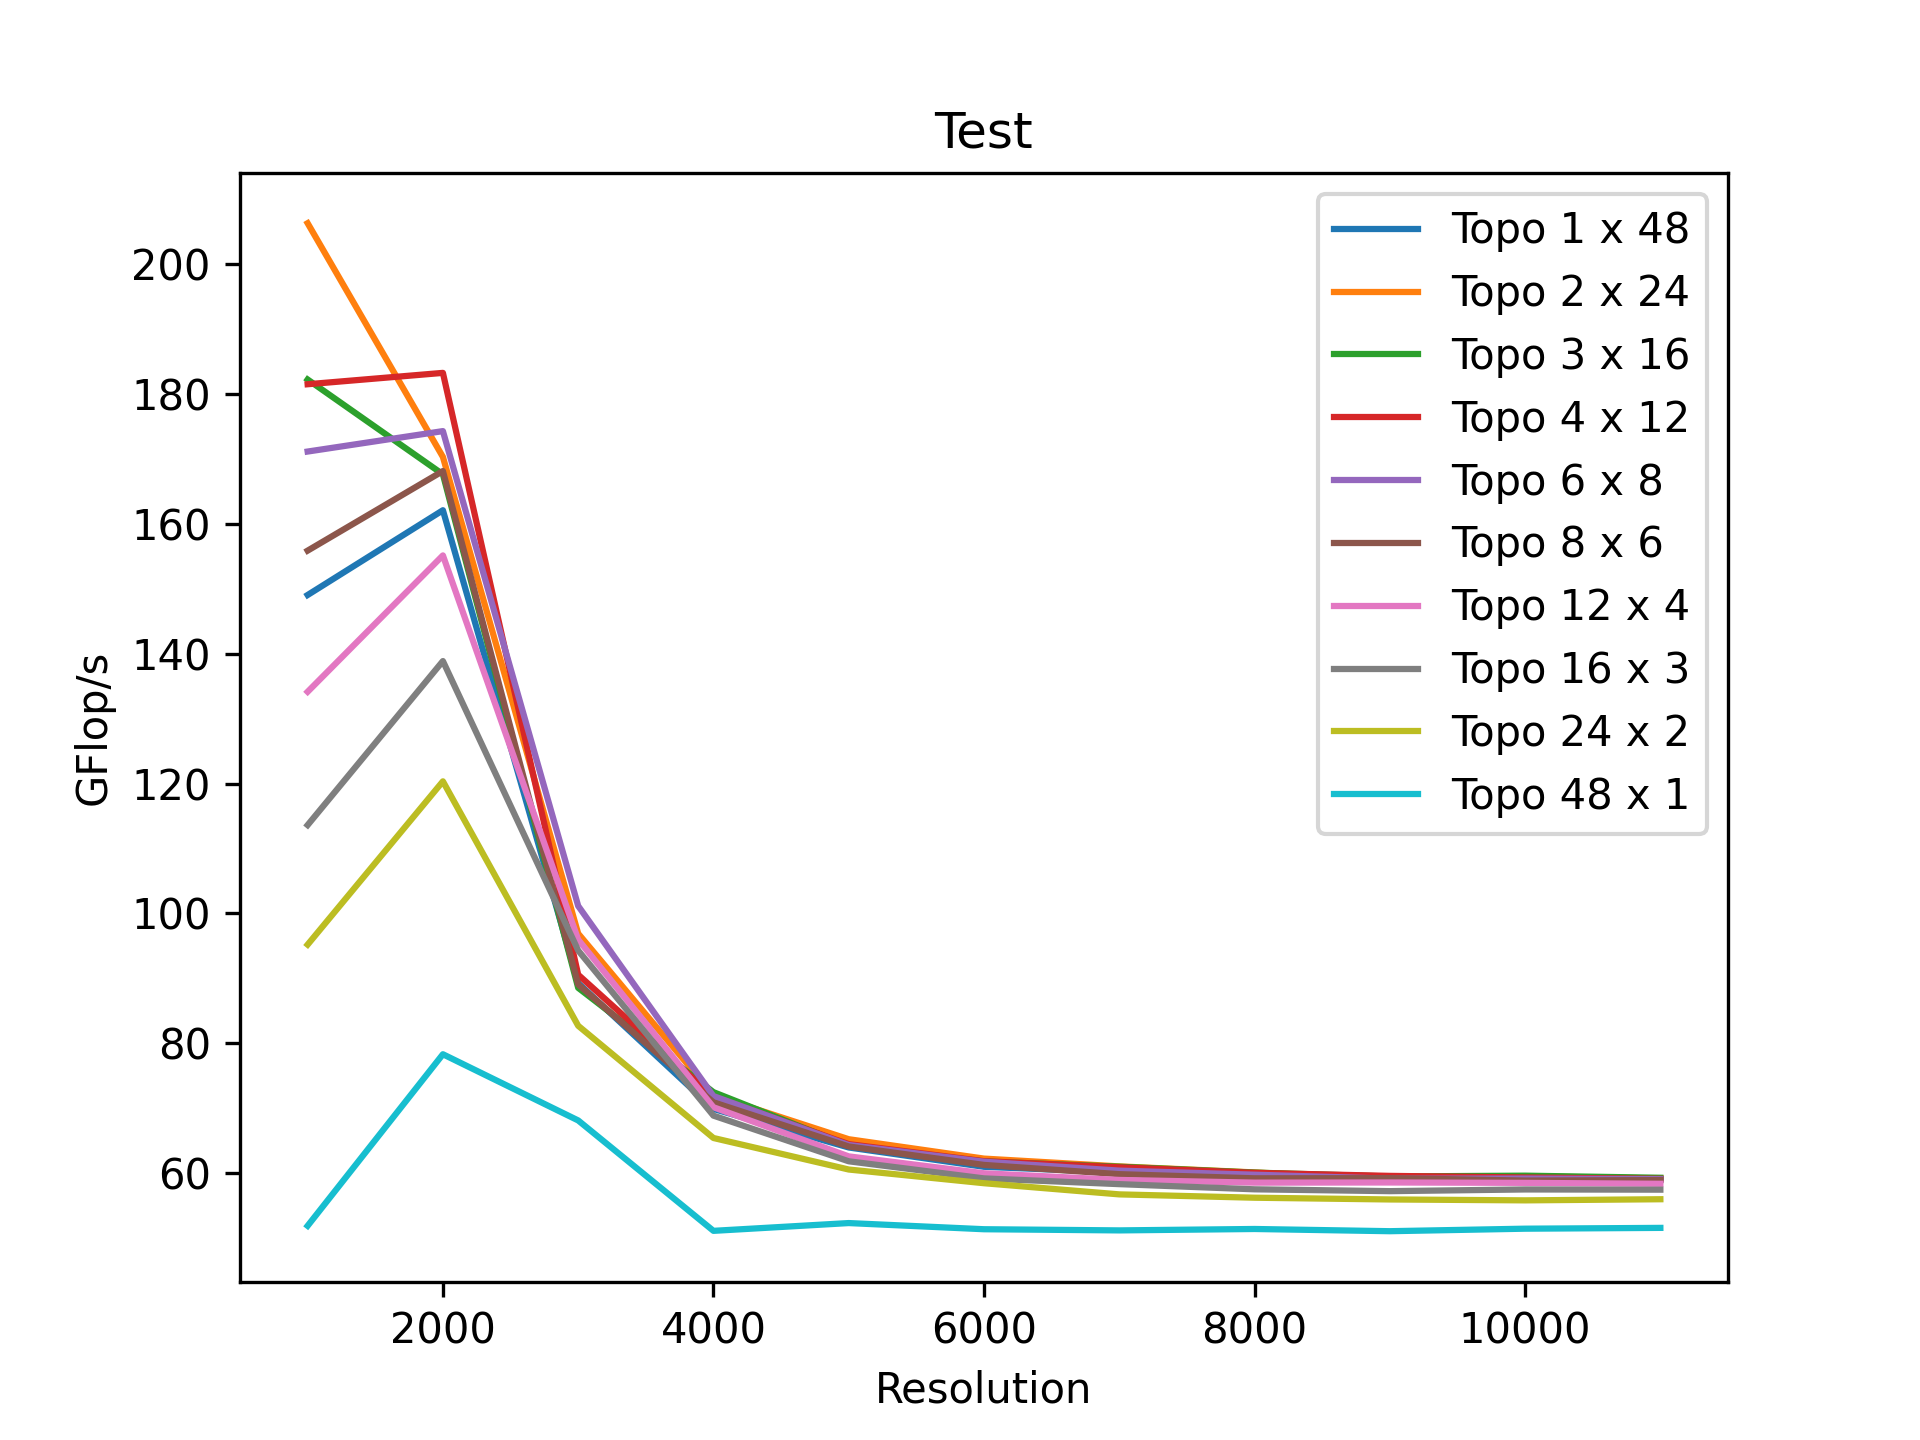 Test
GFlop/s
200
180
160
140
120
100
80
60
2000 4000 6000 8000 10000
Resolution
Topo 1 x 48
Topo 2 x 24
Topo 3 x 16
Topo 4 x 12
Topo 6 x 8
Topo 8 x 6
Topo 12 x 4
Topo 16 x 3
Topo 24 x 2
Topo 48 x 1